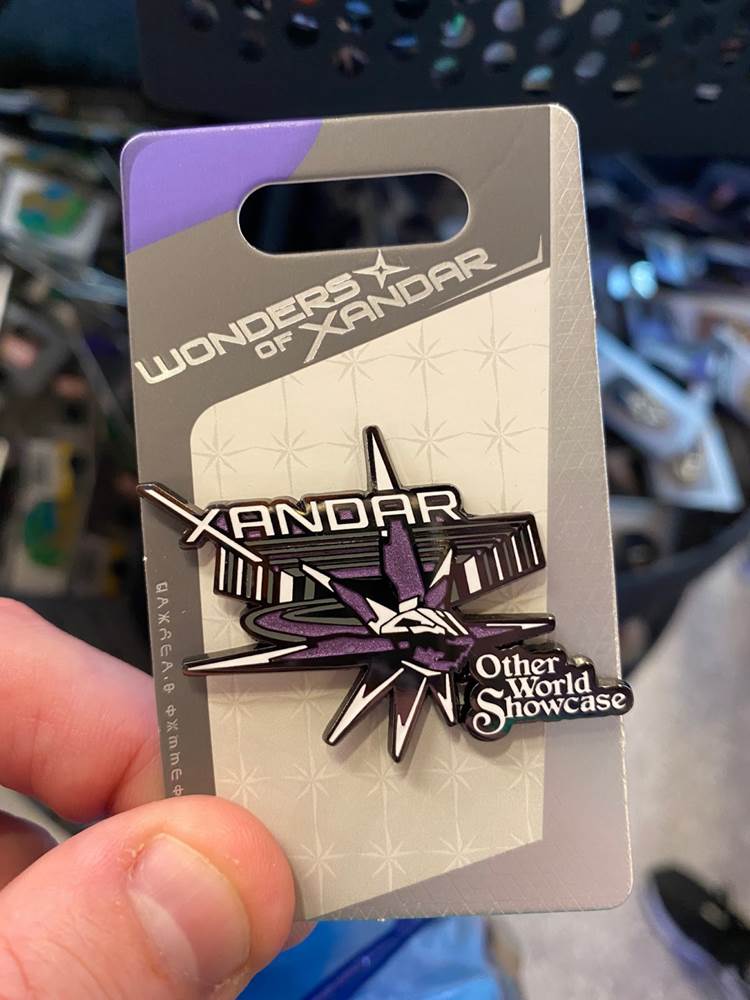 WONDERS
OF XANDAR
XANDAR
Other
World
Showcase